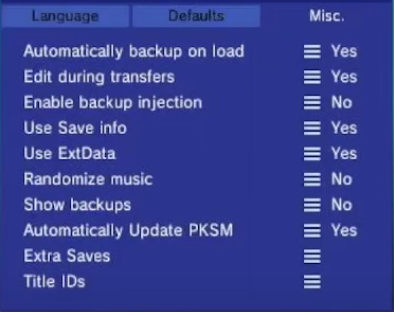 Language Defaults Misc.
Automatically backup on load Yes
Edit during transfers Yes
Enable backup injection No
Use Save info Yes
Use ExtData Yes
Randomize music No
Show backups No
Automatically Update PKSM Yes
Extra Saves
Title IDs